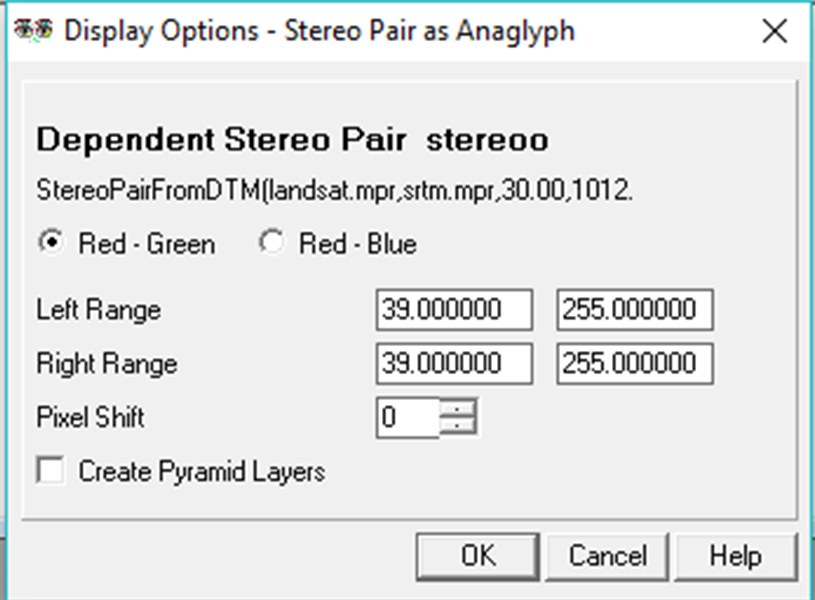 Display Options - Stereo Pair as Anaglyph
Dependent Stereo Pair stereoo
StereoPairFromDTM(landsat.mpr,srtm.mpr,30.00,1012.
Red - Green Red - Blue
Left Range 39.000000 255.000000
Right Range 39.000000 255.000000
Pixel Shift 0
Create Pyramid Layers
OK Cancel Help